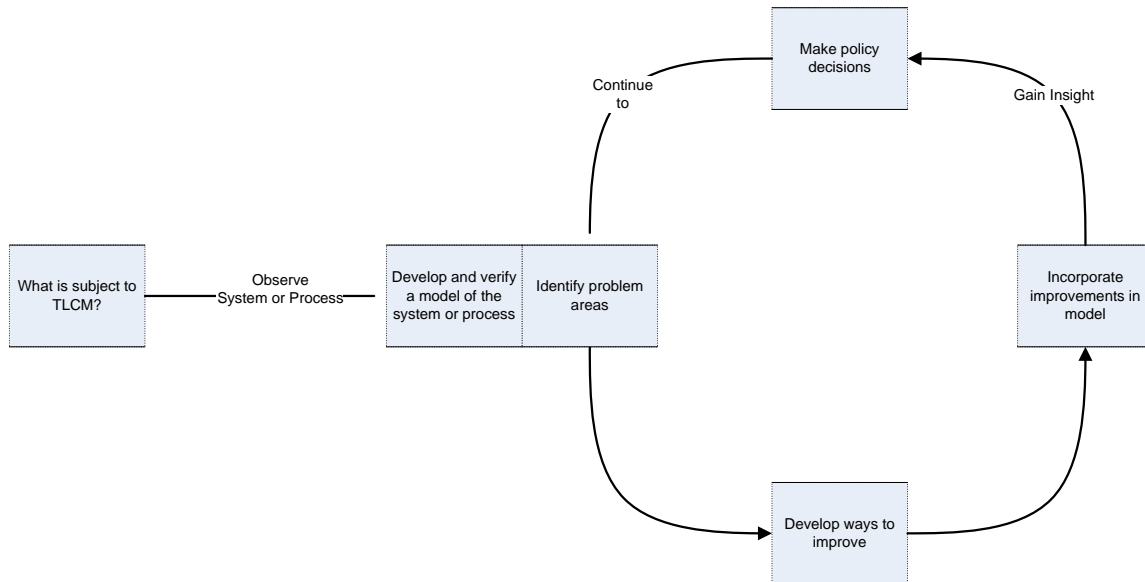 What is subject to
TLCM?
Observe
System or Process
Develop and verify
a model of the
system or process
Identify problem
areas
Continue
to
Make policy
decisions
Gain Insight
Incorporate
improvements in
model
Develop ways to
improve